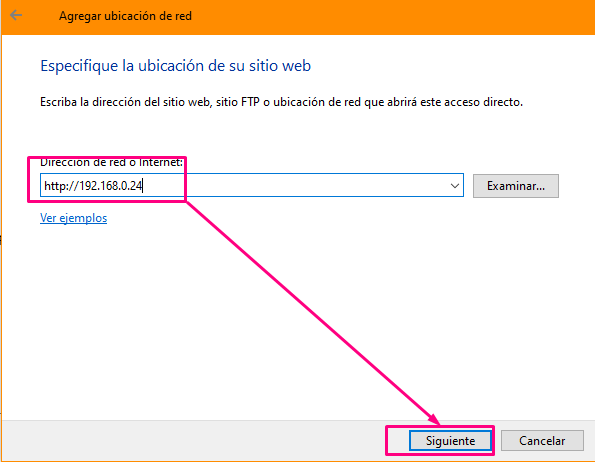 Agregar ubicación de red
Especifique la ubicación de su sitio web
Escriba la dirección del sitio web, sitio FTP o ubicación de red que abrirá este acceso directo.
Dirección de red o Internet:
http://192.168.0.24
Examinar...
Ver ejemplos
Siguiente
Cancelar